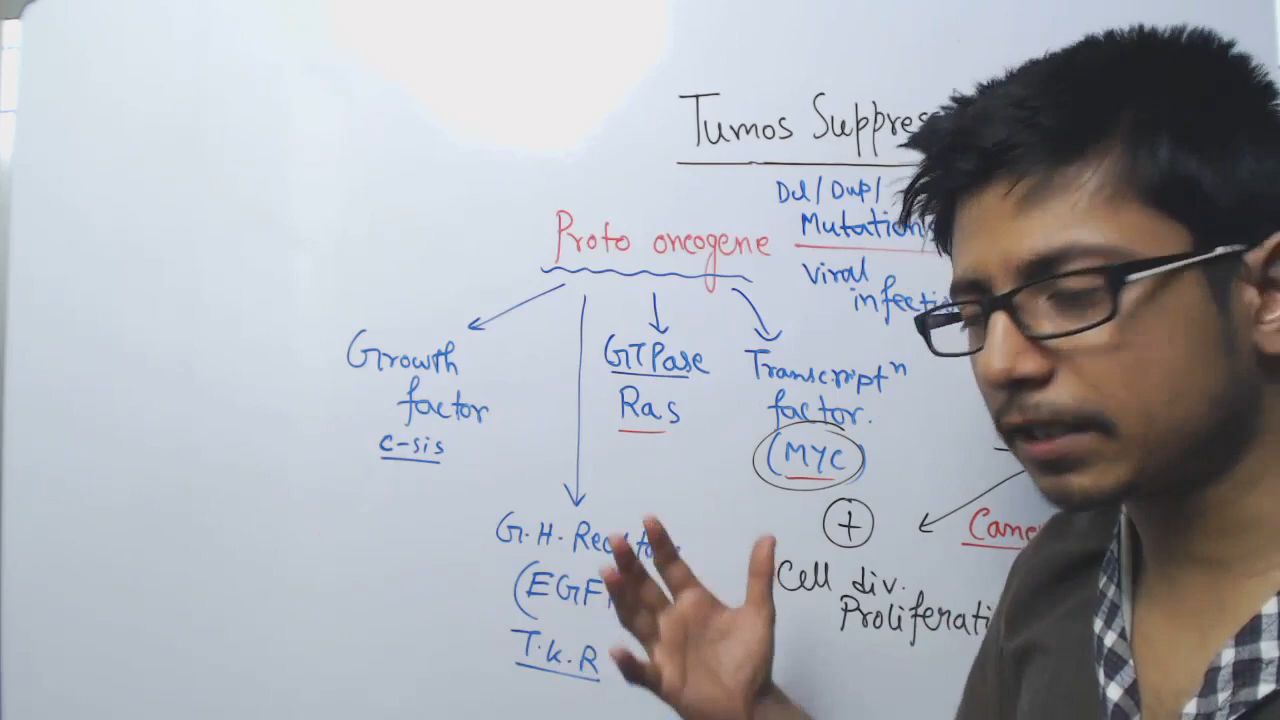 Tumos Suppres
Del/Dup/
Mutation
Viral
infecti
Proto oncogene
Growth
factor
c-sis
GTPase
Ras
Transcriptⁿ
factor.
(MYC)
G.H. Rec
(EGF
T.K.R
+
Cell div.
Proliferati
Canc